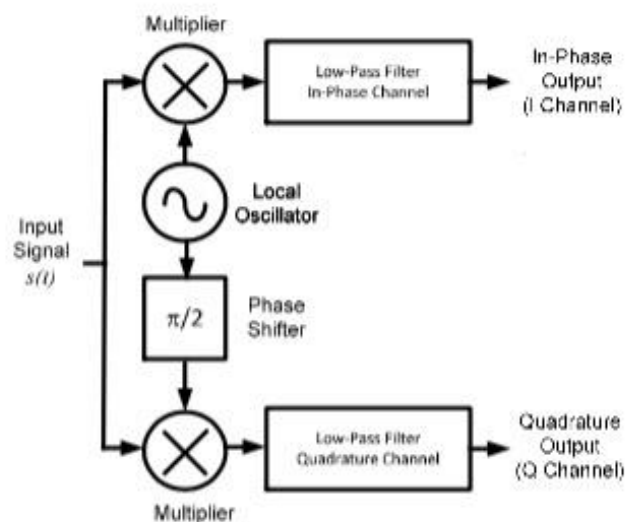 Multiplier
Low-Pass Filter
In-Phase Channel
In-Phase
Output
(I Channel)
Local
Oscillator
Input
Signal
s(t)
π/2
Phase
Shifter
Low-Pass Filter
Quadrature Channel
Quadrature
Output
(Q Channel)
Multiplier